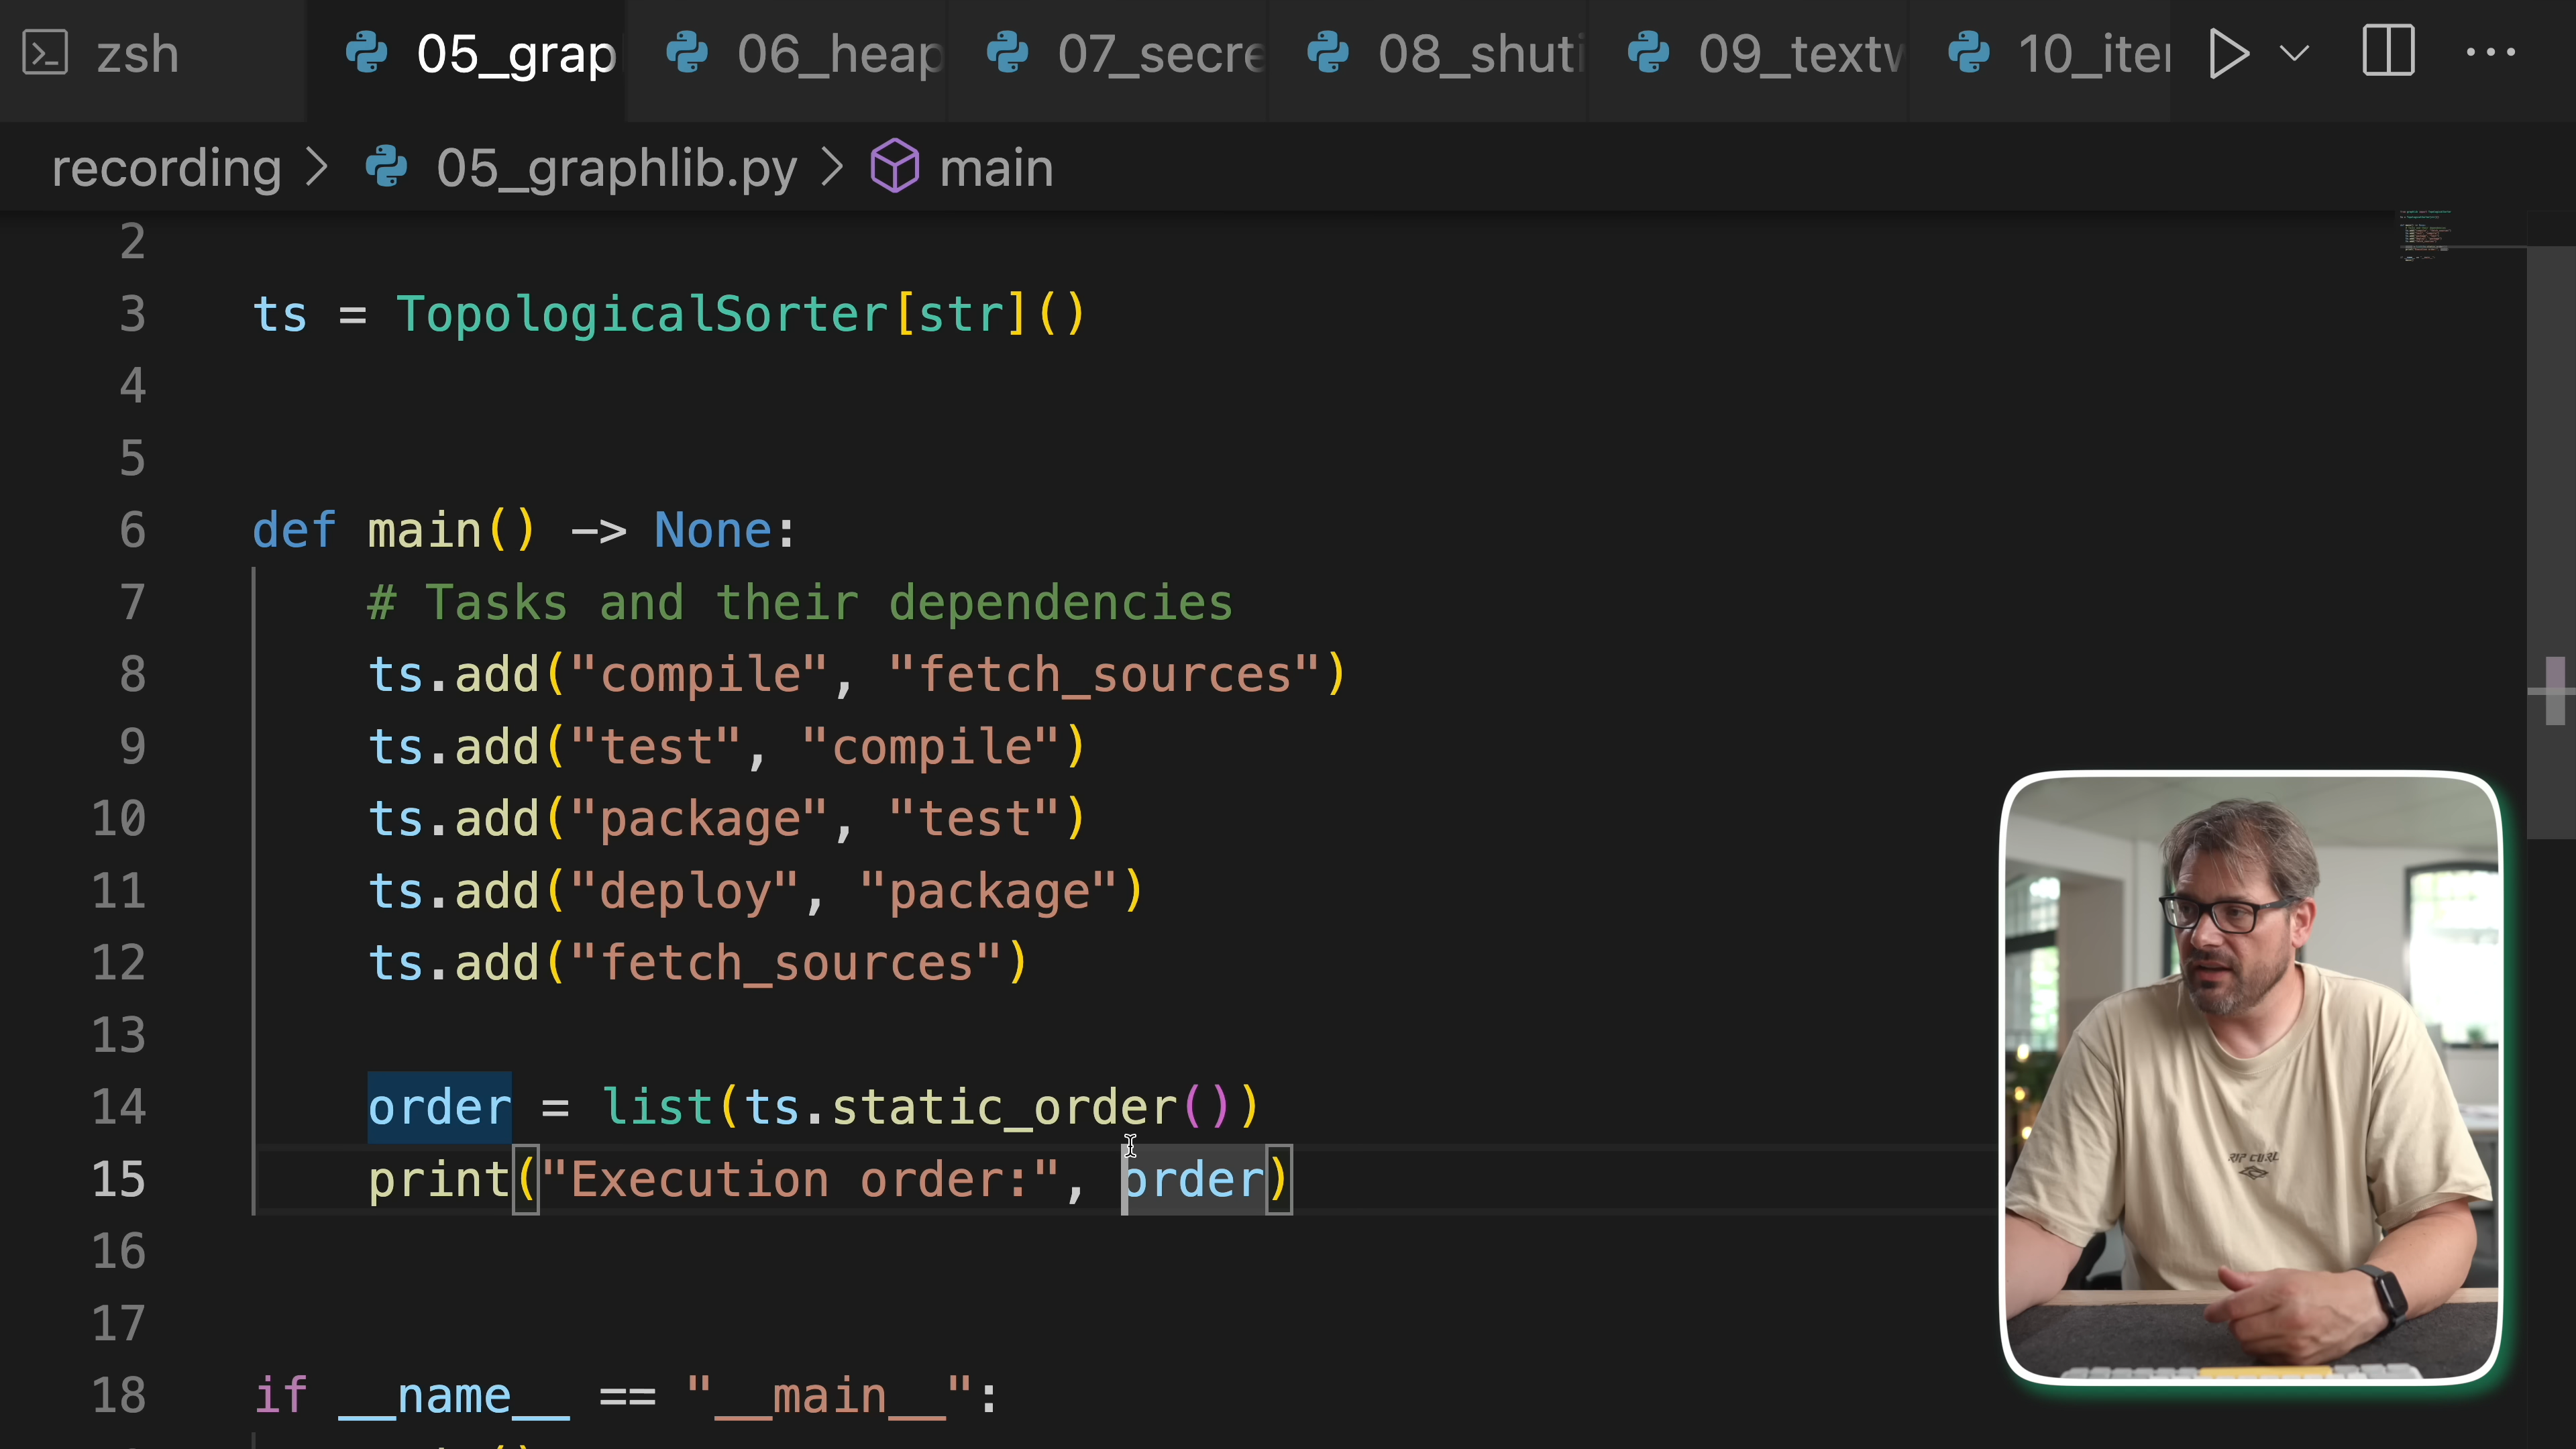 zsh
05_grap
06_heap
07_secre
08_shuti
09_textw
10_iter
recording > 05_graphlib.py > main
2
3 ts = TopologicalSorter[str]()
4
5
6 def main() -> None:
7 # Tasks and their dependencies
8 ts.add("compile", "fetch_sources")
9 ts.add("test", "compile")
10 ts.add("package", "test")
11 ts.add("deploy", "package")
12 ts.add("fetch_sources")
13
14 order = list(ts.static_order())
15 print("Execution order:", order)
16
17
18 if __name__ == "__main__":
RIP CURL